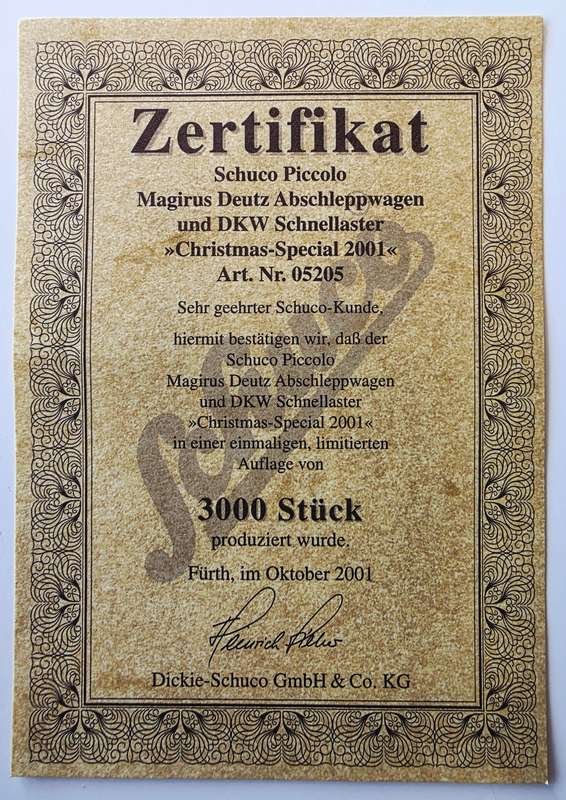 Zertifikat
Schuco Piccolo
Magirus Deutz Abschleppwagen
und DKW Schnellaster
»Christmas-Special 2001«
Art. Nr. 05205
Sehr geehrter Schuco-Kunde,
hiermit bestätigen wir, daß der
Schuco Piccolo
Magirus Deutz Abschleppwagen
und DKW Schnellaster
»Christmas-Special 2001«
in einer einmaligen, limitierten
Auflage von
3000 Stück
produziert wurde.
Fürth, im Oktober 2001
Heinrich
Dickie-Schuco GmbH & Co. KG
Schuco